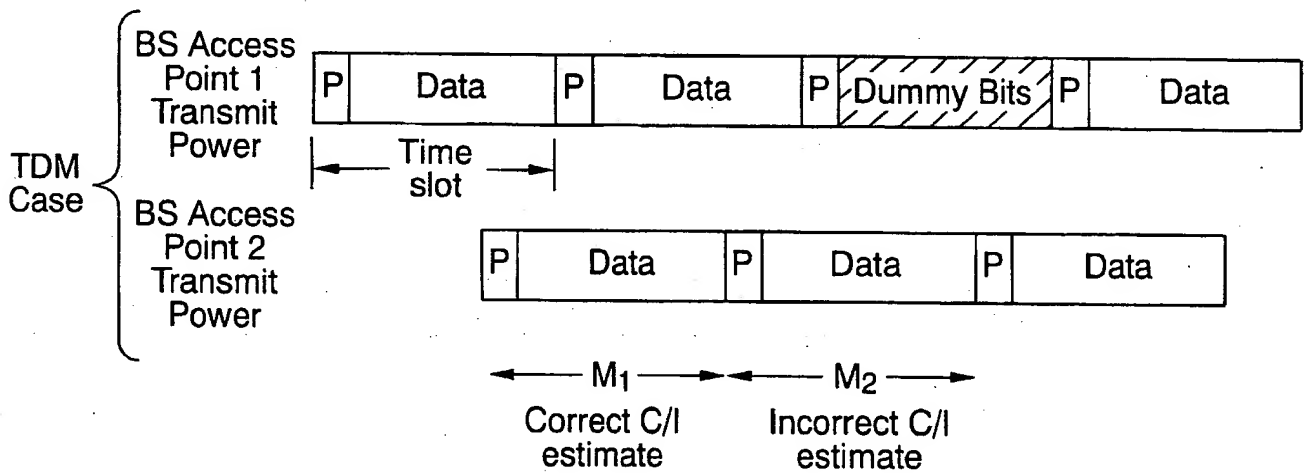 BS Access
Point 1
Transmit
Power
P Data P Data P Dummy Bits P Data
Time
slot
TDM
Case
BS Access
Point 2
Transmit
Power
P Data P Data P Data
M1 M2
Correct C/I
estimate
Incorrect C/I
estimate